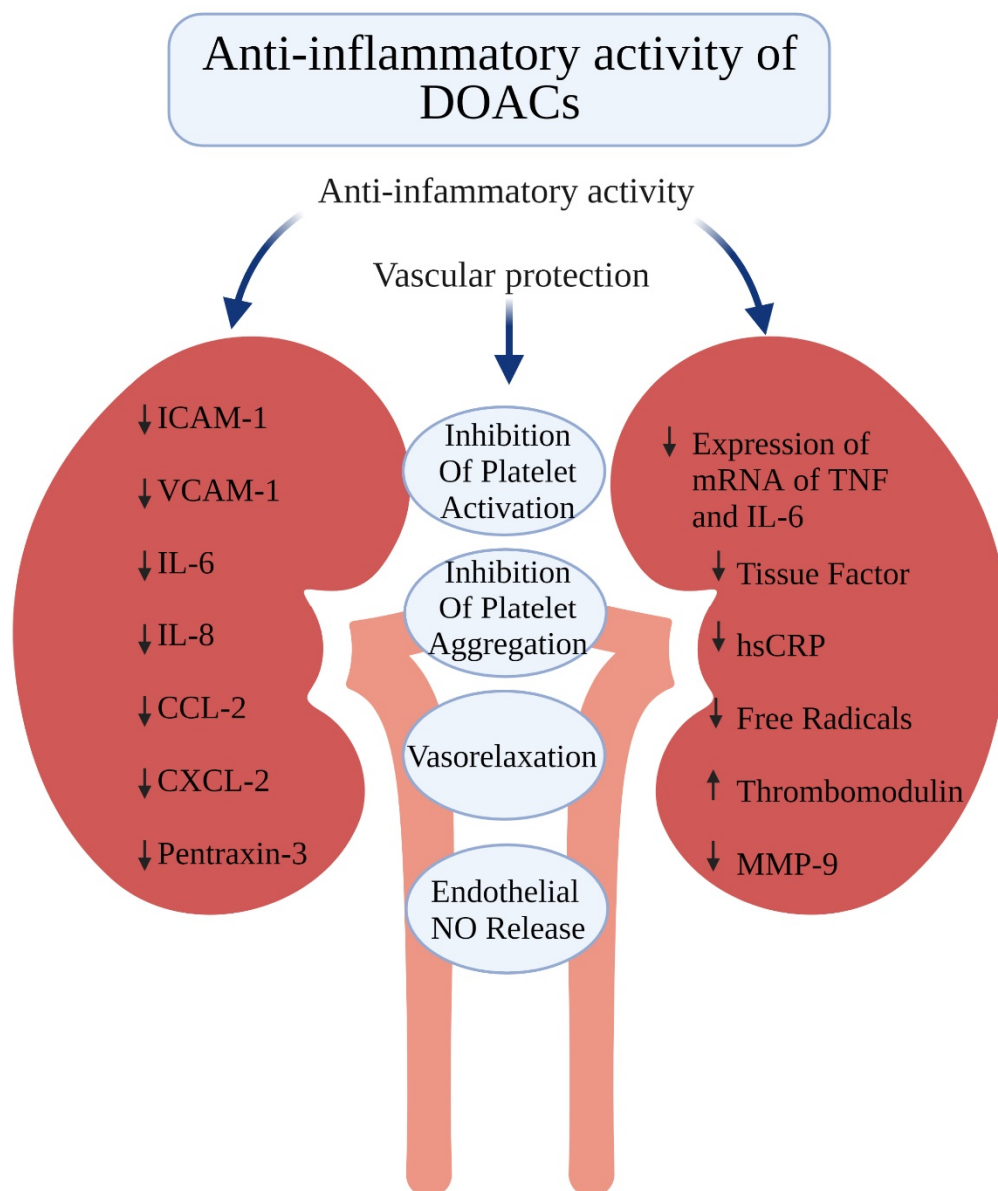 Anti-inflammatory activity of
DOACs
Anti-infammatory activity
Vascular protection
↓ ICAM-1
↓ VCAM-1
↓ IL-6
↓ IL-8
↓ CCL-2
↓ CXCL-2
↓ Pentraxin-3
Inhibition
Of Platelet
Activation
Inhibition
Of Platelet
Aggregation
Vasorelaxation
Endothelial
NO Release
↓ Expression of
mRNA of TNF
and IL-6
↓ Tissue Factor
↓ hsCRP
↓ Free Radicals
↑ Thrombomodulin
↓ MMP-9